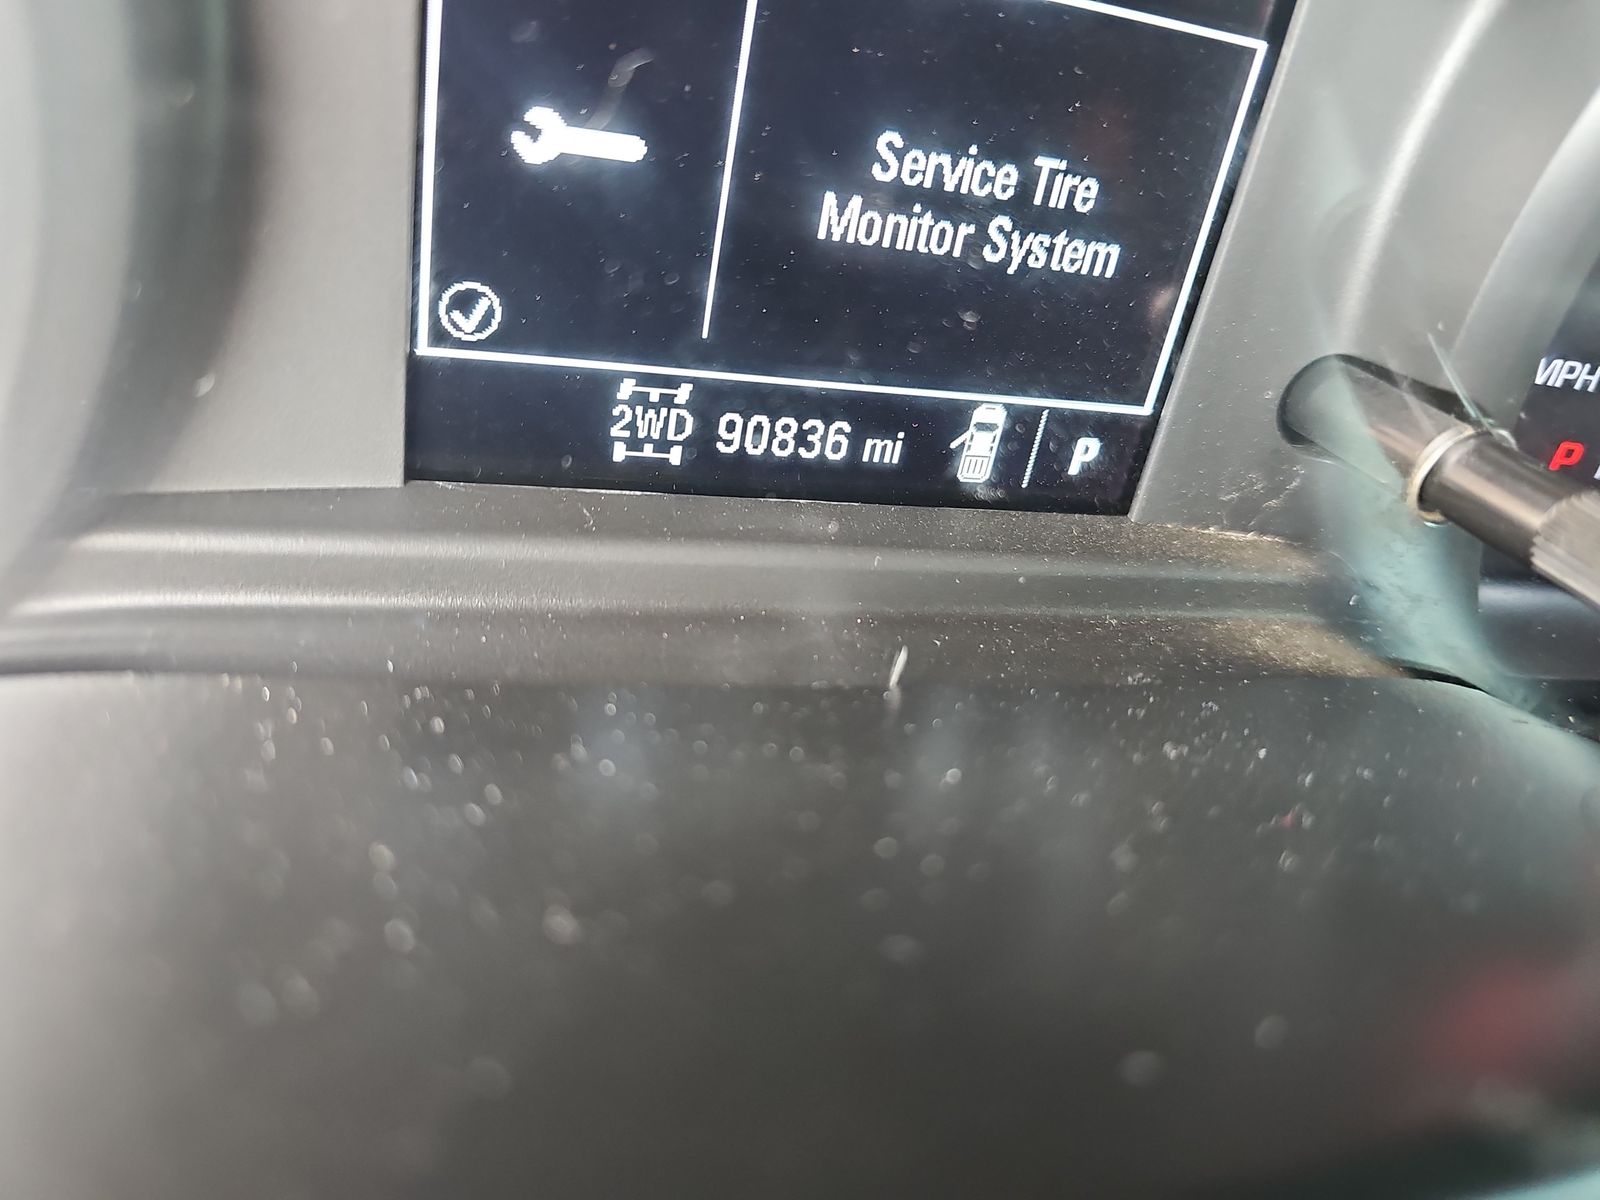 Service Tire
Monitor System
2WD 90836 mi P
MPH
P